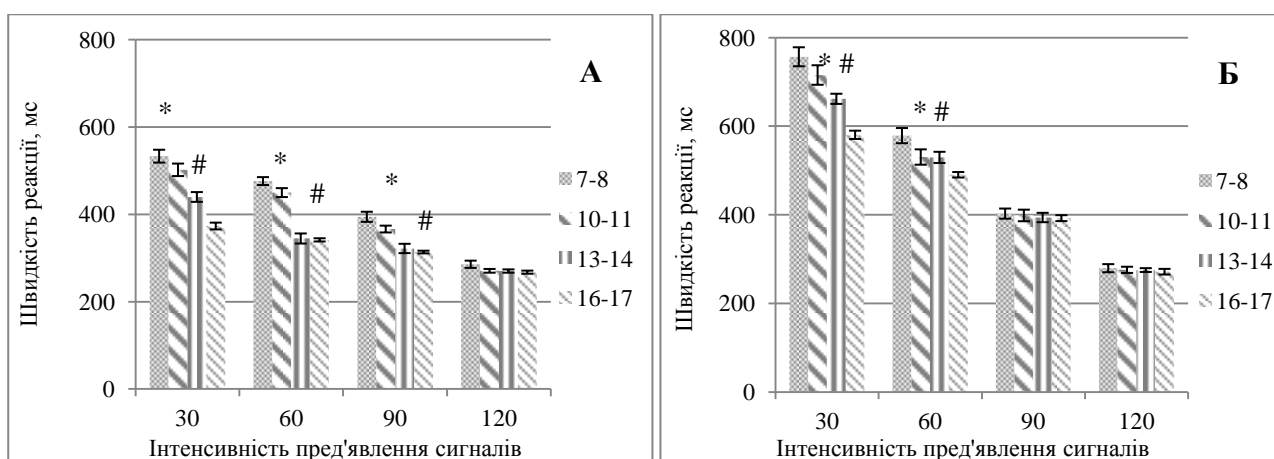 А
Швидкість реакції, мс
800
600
400
200
0
* # * # * #
30 60 90 120
Інтенсивність пред'явлення сигналів
7-8
10-11
13-14
16-17
Б
Швидкість реакції, мс
800
600
400
200
0
* # * #
30 60 90 120
Інтенсивність пред'явлення сигналів
7-8
10-11
13-14
16-17